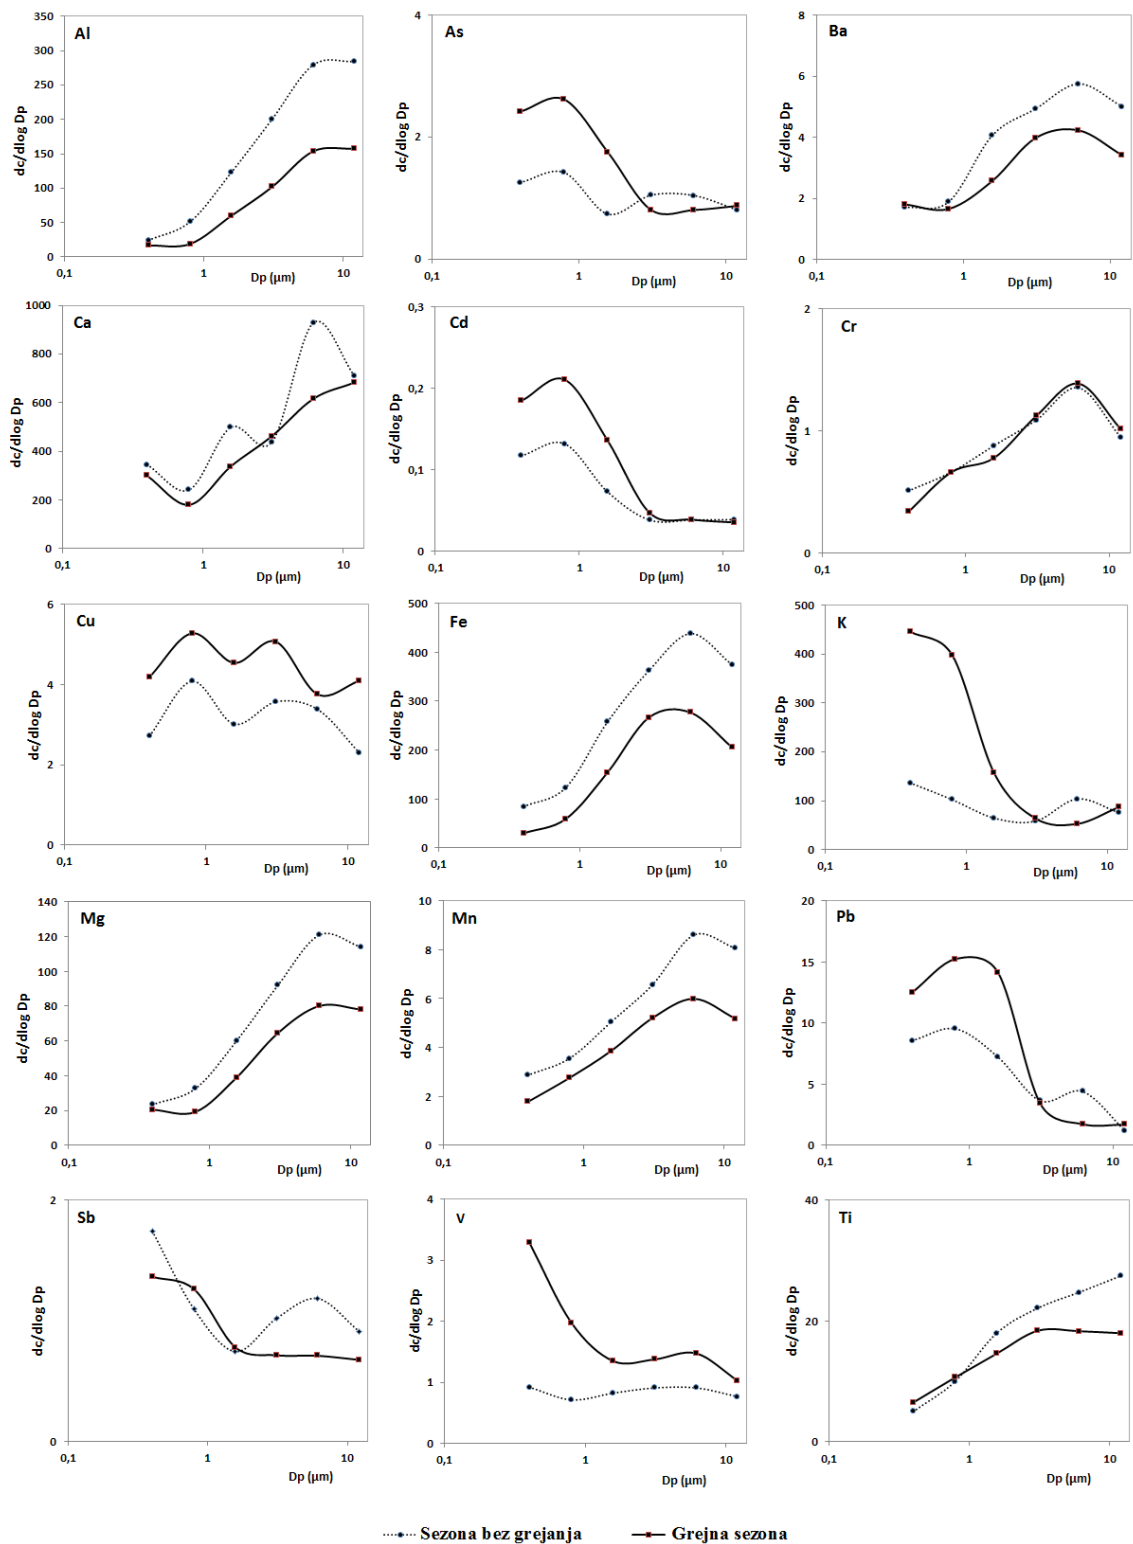 Al
dc/dlog Dp
350
300
250
200
150
100
50
0
0,1
1
10
Dp (µm)
As
dc/dlog Dp
4
2
0
0,1
1
10
Dp (µm)
Ba
dc/dlog Dp
8
6
4
2
0
0,1
1
10
Dp (µm)
Ca
dc/dlog Dp
1000
800
600
400
200
0
0,1
1
10
Dp (µm)
Cd
dc/dlog Dp
0,3
0,2
0,1
0
0,1
1
10
Dp (µm)
Cr
dc/dlog Dp
2
1
0
0,1
1
10
Dp (µm)
Cu
dc/dlog Dp
6
4
2
0
0,1
1
10
Dp (µm)
Fe
dc/dlog Dp
500
400
300
200
100
0
0,1
1
10
Dp (µm)
K
dc/dlog Dp
500
400
300
200
100
0
0,1
1
10
Dp (µm)
Mg
dc/dlog Dp
140
120
100
80
60
40
20
0
0,1
1
10
Dp (µm)
Mn
dc/dlog Dp
10
8
6
4
2
0
0,1
1
10
Dp (µm)
Pb
dc/dlog Dp
20
15
10
5
0
0,1
1
10
Dp (µm)
Sb
dc/dlog Dp
2
0
0,1
1
10
Dp (µm)
V
dc/dlog Dp
4
3
2
1
0
0,1
1
10
Dp (µm)
Ti
dc/dlog Dp
40
20
0
0,1
1
10
Dp (µm)
Sezona bez grejanja
Grejna sezona